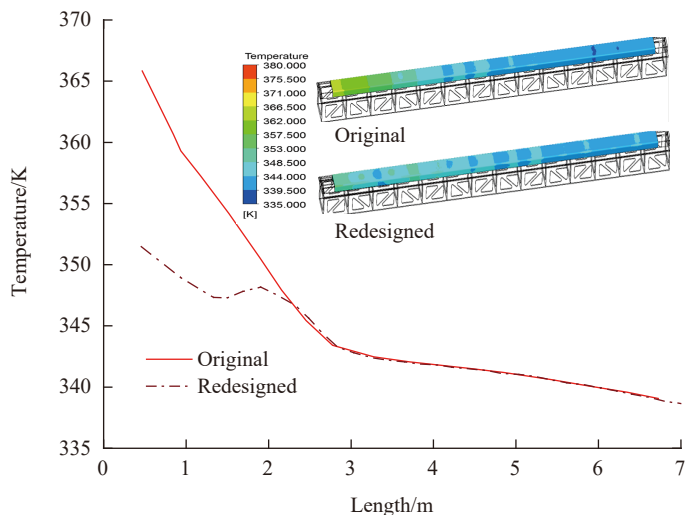 370
365
360
355
350
345
340
335
Temperature/K
Temperature
380.000
375.500
371.000
366.500
362.000
357.500
353.000
348.500
344.000
339.500
335.000
[K]
Original
Redesigned
Original
Redesigned
0 1 2 3 4 5 6 7
Length/m